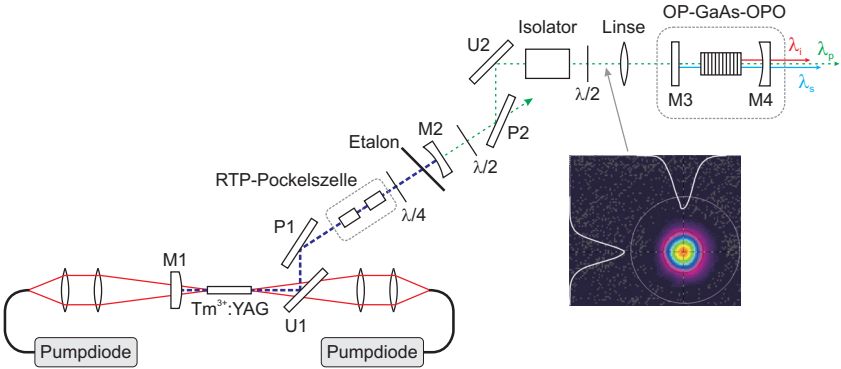 OP-GaAs-OPO
Isolator
Linse
U2
λi
λp
λs
λ/2
M3
M4
P2
M2
Etalon
λ/2
RTP-Pockelszelle
λ/4
P1
M1
Tm3+:YAG
U1
Pumpdiode
Pumpdiode